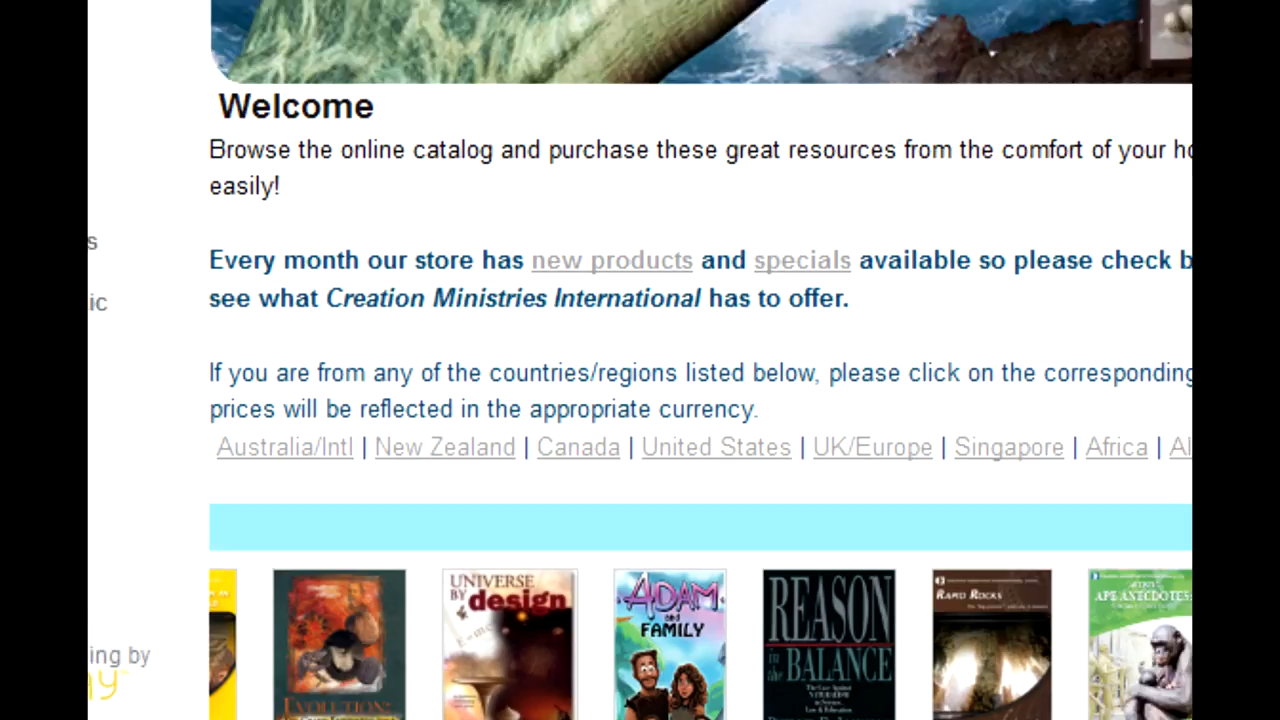 Welcome
Browse the online catalog and purchase these great resources from the comfort of your ho
easily!
s
Every month our store has new products and specials available so please check b
see what Creation Ministries International has to offer.
ic
If you are from any of the countries/regions listed below, please click on the corresponding
prices will be reflected in the appropriate currency.
Australia/Intl | New Zealand | Canada | United States | UK/Europe | Singapore | Africa | Al
UNIVERSE
BY design
ADAM
and
FAMILY
REASON
in the BALANCE
RAPID ROCKS
APE ANECDOTES:
ing by